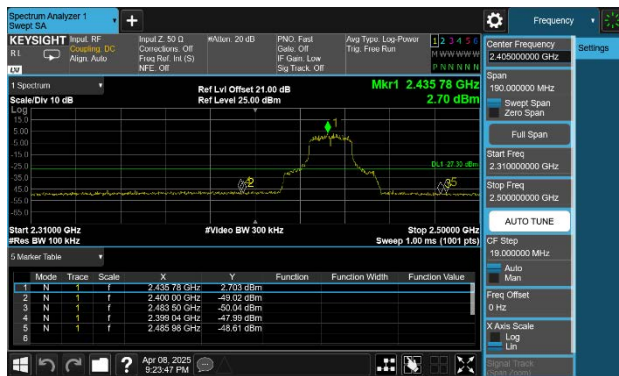 Spectrum Analyzer 1
Swept SA
Frequency
KEYSIGHT
Input: RF
Coupling: DC
Align: Auto
Input Z: 50 Ω
Corrections: Off
Freq Ref: Int (S)
NFE: Off
#Atten: 20 dB
PNO: Fast
Gate: Off
IF Gain: Low
Sig Track: Off
Avg Type: Log-Power
Trig: Free Run
1 2 3 4 5 6
M W W W W W
P N N N N N
RL
1 Spectrum
Scale/Div 10 dB
Ref Lvl Offset 21.00 dB
Ref Level 25.00 dBm
Mkr1 2.435 78 GHz
2.70 dBm
Log
15.0
5.00
-5.00
-15.0
-25.0
-35.0
-45.0
-55.0
-65.0
1
DL1 -27.30 dBm
2
5
Start 2.31000 GHz
#Res BW 100 kHz
#Video BW 300 kHz
Stop 2.50000 GHz
Sweep 1.00 ms (1001 pts)
5 Marker Table
Mode Trace Scale X Y Function Function Width Function Value
1 N 1 f 2.435 78 GHz 2.703 dBm
2 N 1 f 2.400 00 GHz -49.02 dBm
3 N 1 f 2.483 50 GHz -50.04 dBm
4 N 1 f 2.399 04 GHz -47.99 dBm
5 N 1 f 2.485 98 GHz -48.61 dBm
6
Apr 08, 2025
9:23:47 PM
Center Frequency
2.405000000 GHz
Settings
Span
190.000000 MHz
Swept Span
Zero Span
Full Span
Start Freq
2.310000000 GHz
Stop Freq
2.500000000 GHz
AUTO TUNE
CF Step
19.000000 MHz
Auto
Man
Freq Offset
0 Hz
X Axis Scale
Log
Lin
Signal Track
(Span Zoom)